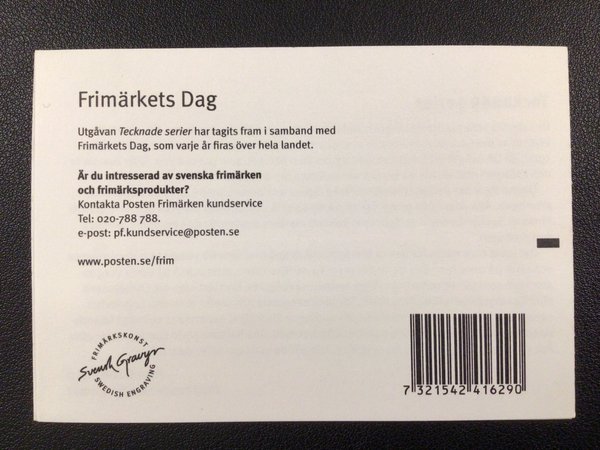 Frimärkets Dag
Utgåvan Tecknade serier har tagits fram i samband med
Frimärkets Dag, som varje år firas över hela landet.
Är du intresserad av svenska frimärken
och frimärksprodukter?
Kontakta Posten Frimärken kundservice
Tel: 020-788 788.
e-post: pf.kundservice@posten.se
www.posten.se/frim
FRIMÄRKSKONST
Svensk Gravyr
SWEDISH ENGRAVING
7 321542 416290